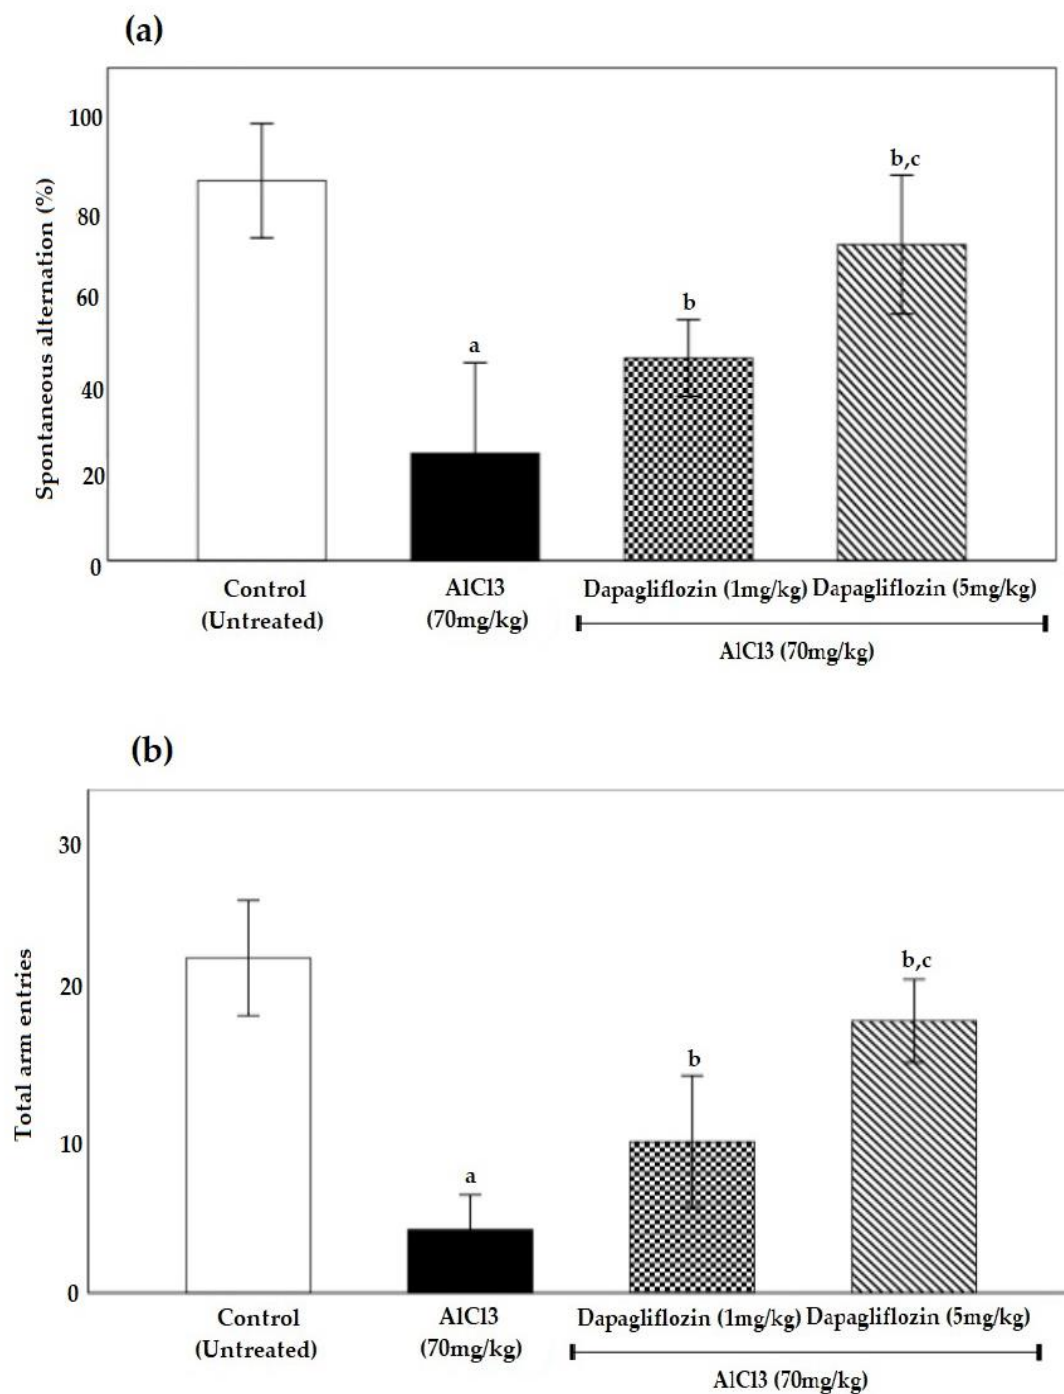 (a)
100
80
60
40
20
0
Spontaneous alternation (%)
a
b
b,c
Control
(Untreated)
AlCl3
(70mg/kg)
Dapagliflozin (1mg/kg)
Dapagliflozin (5mg/kg)
AlCl3 (70mg/kg)
(b)
30
20
10
0
Total arm entries
a
b
b,c
Control
(Untreated)
AlCl3
(70mg/kg)
Dapagliflozin (1mg/kg)
Dapagliflozin (5mg/kg)
AlCl3 (70mg/kg)